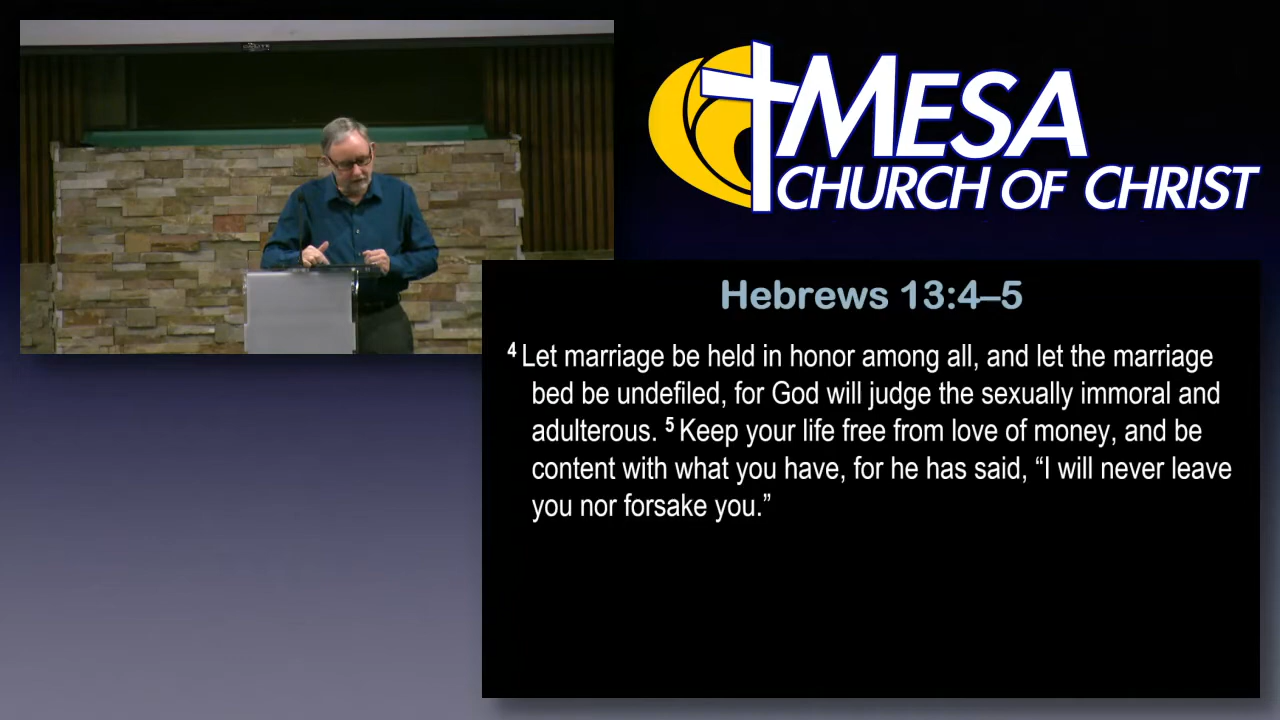 MESA
CHURCH OF CHRIST
Hebrews 13:4–5
4 Let marriage be held in honor among all, and let the marriage
bed be undefiled, for God will judge the sexually immoral and
adulterous. 5 Keep your life free from love of money, and be
content with what you have, for he has said, “I will never leave
you nor forsake you.”